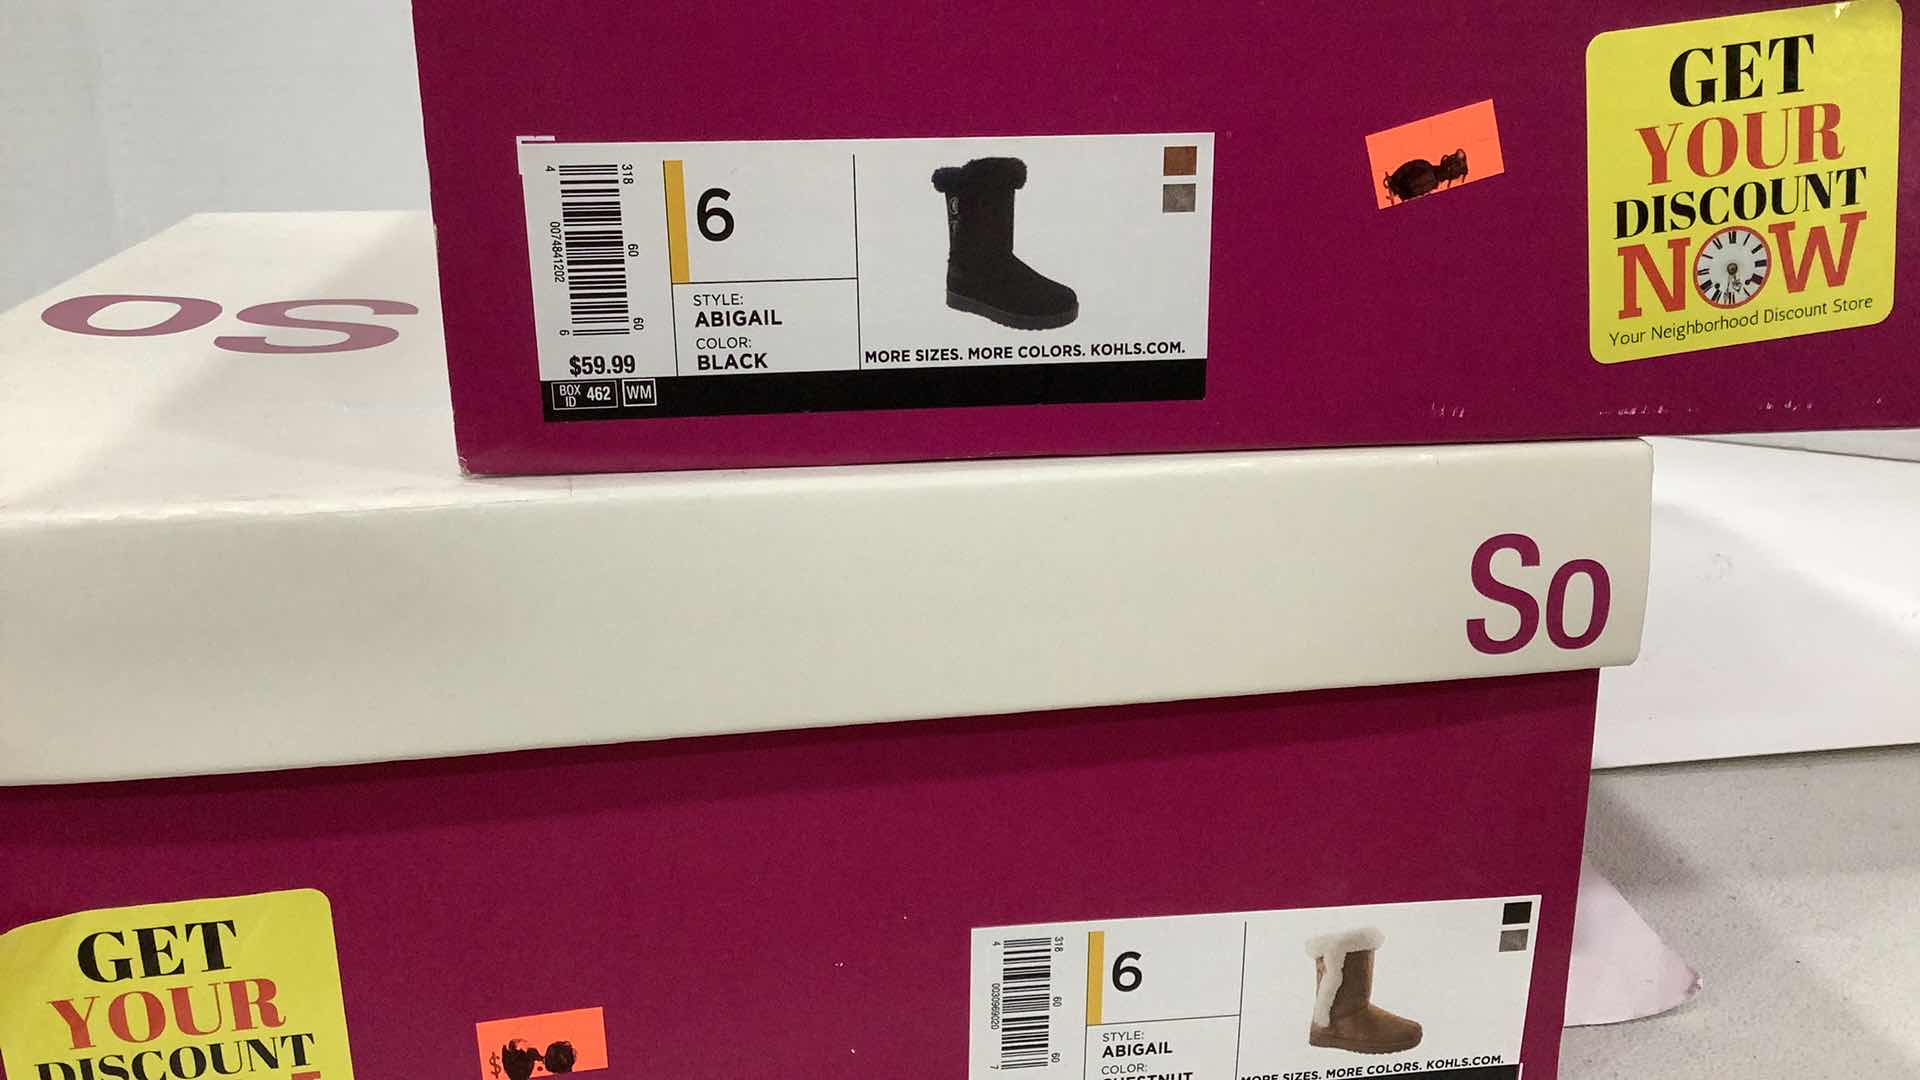 GET
YOUR
DISCOUNT
NOW
Your Neighborhood Discount Store
318
4
60
0074841202
60
6
6
STYLE:
ABIGAIL
COLOR:
BLACK
$59.99
BOX ID 462 WM
MORE SIZES. MORE COLORS. KOHLS.COM.
So
So
GET
YOUR
DISCOUNT
$
318
4
60
60
7
6
STYLE:
ABIGAIL
COLOR:
CHESTNUT
MORE SIZES. MORE COLORS. KOHLS.COM.